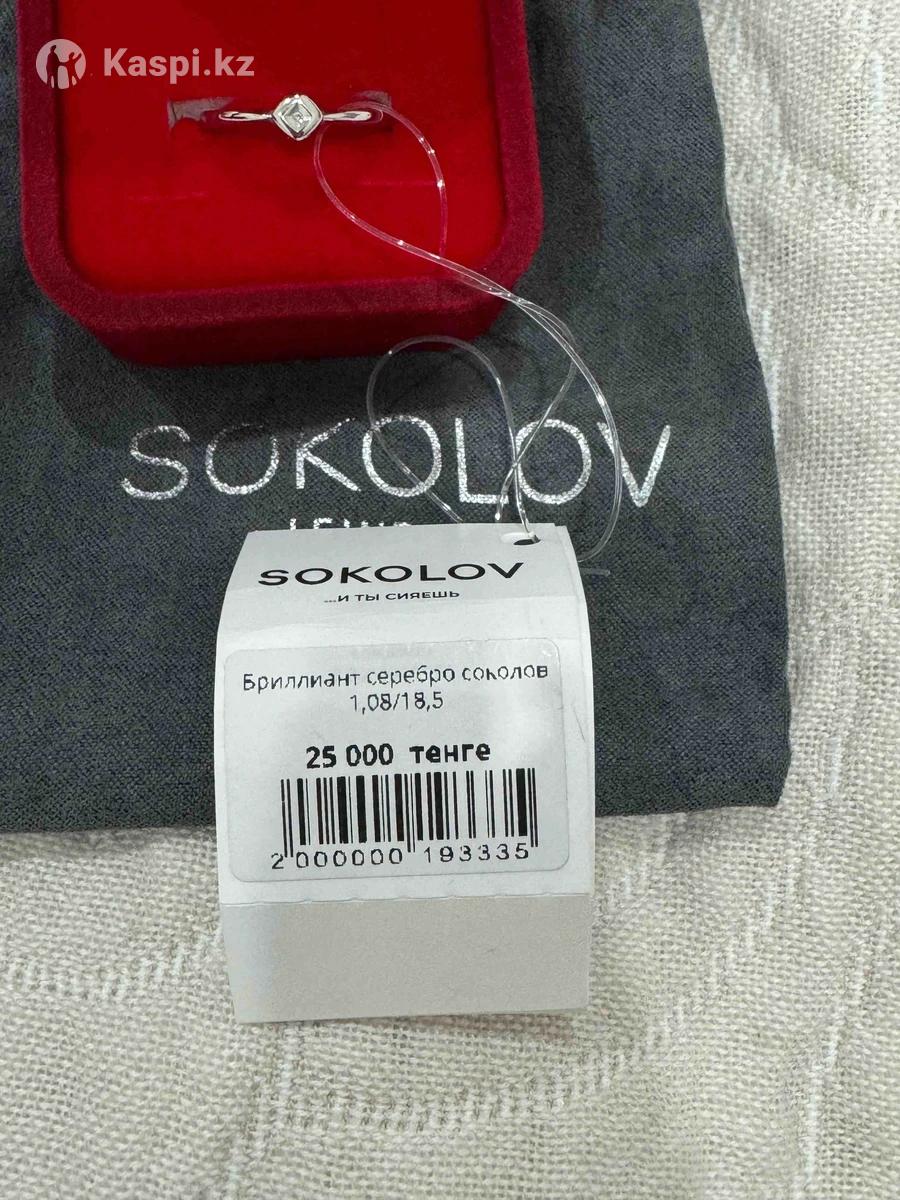 Kaspi.kz
SOKOLOV
SOKOLOV
...И ТЫ СИЯЕШЬ
Бриллиант серебро соколов
1,08/18,5
25 000 тенге
2 000000 193335